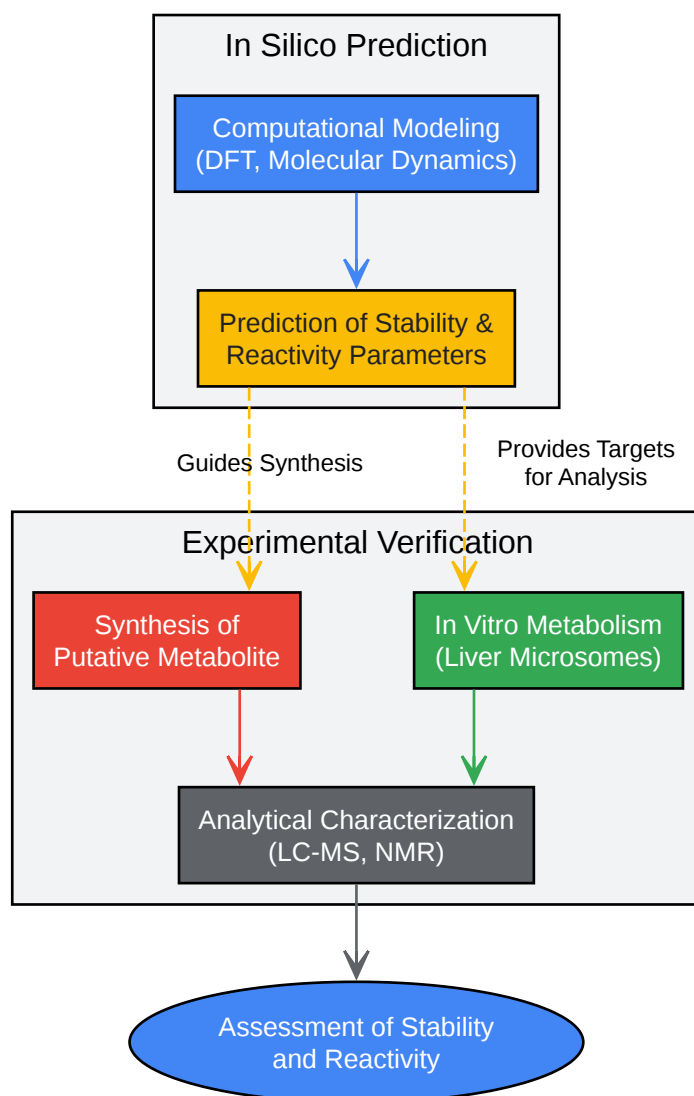 In Silico Prediction
Computational Modeling
(DFT, Molecular Dynamics)
Prediction of Stability &
Reactivity Parameters
Guides Synthesis
Provides Targets
for Analysis
Experimental Verification
Synthesis of
Putative Metabolite
In Vitro Metabolism
(Liver Microsomes)
Analytical Characterization
(LC-MS, NMR)
Assessment of Stability
and Reactivity